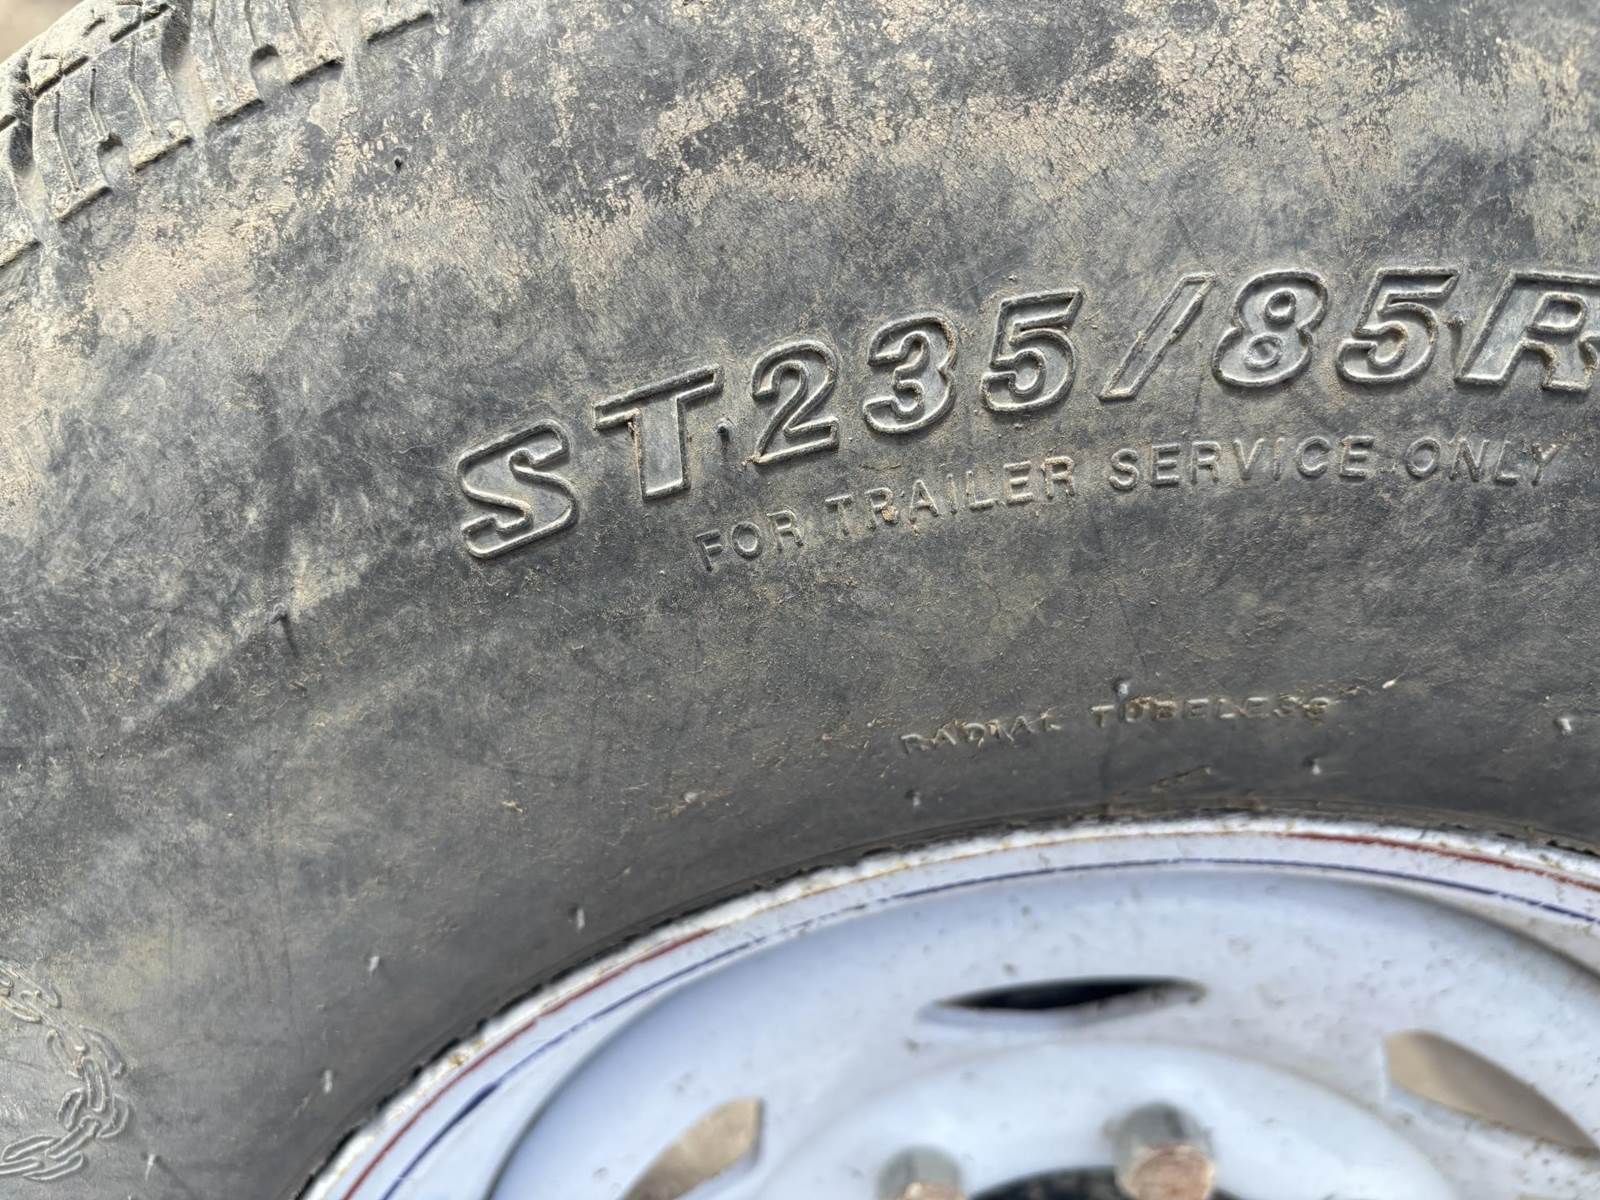 ST235/85R
FOR TRAILER SERVICE ONLY
RADIAL TUBELESS